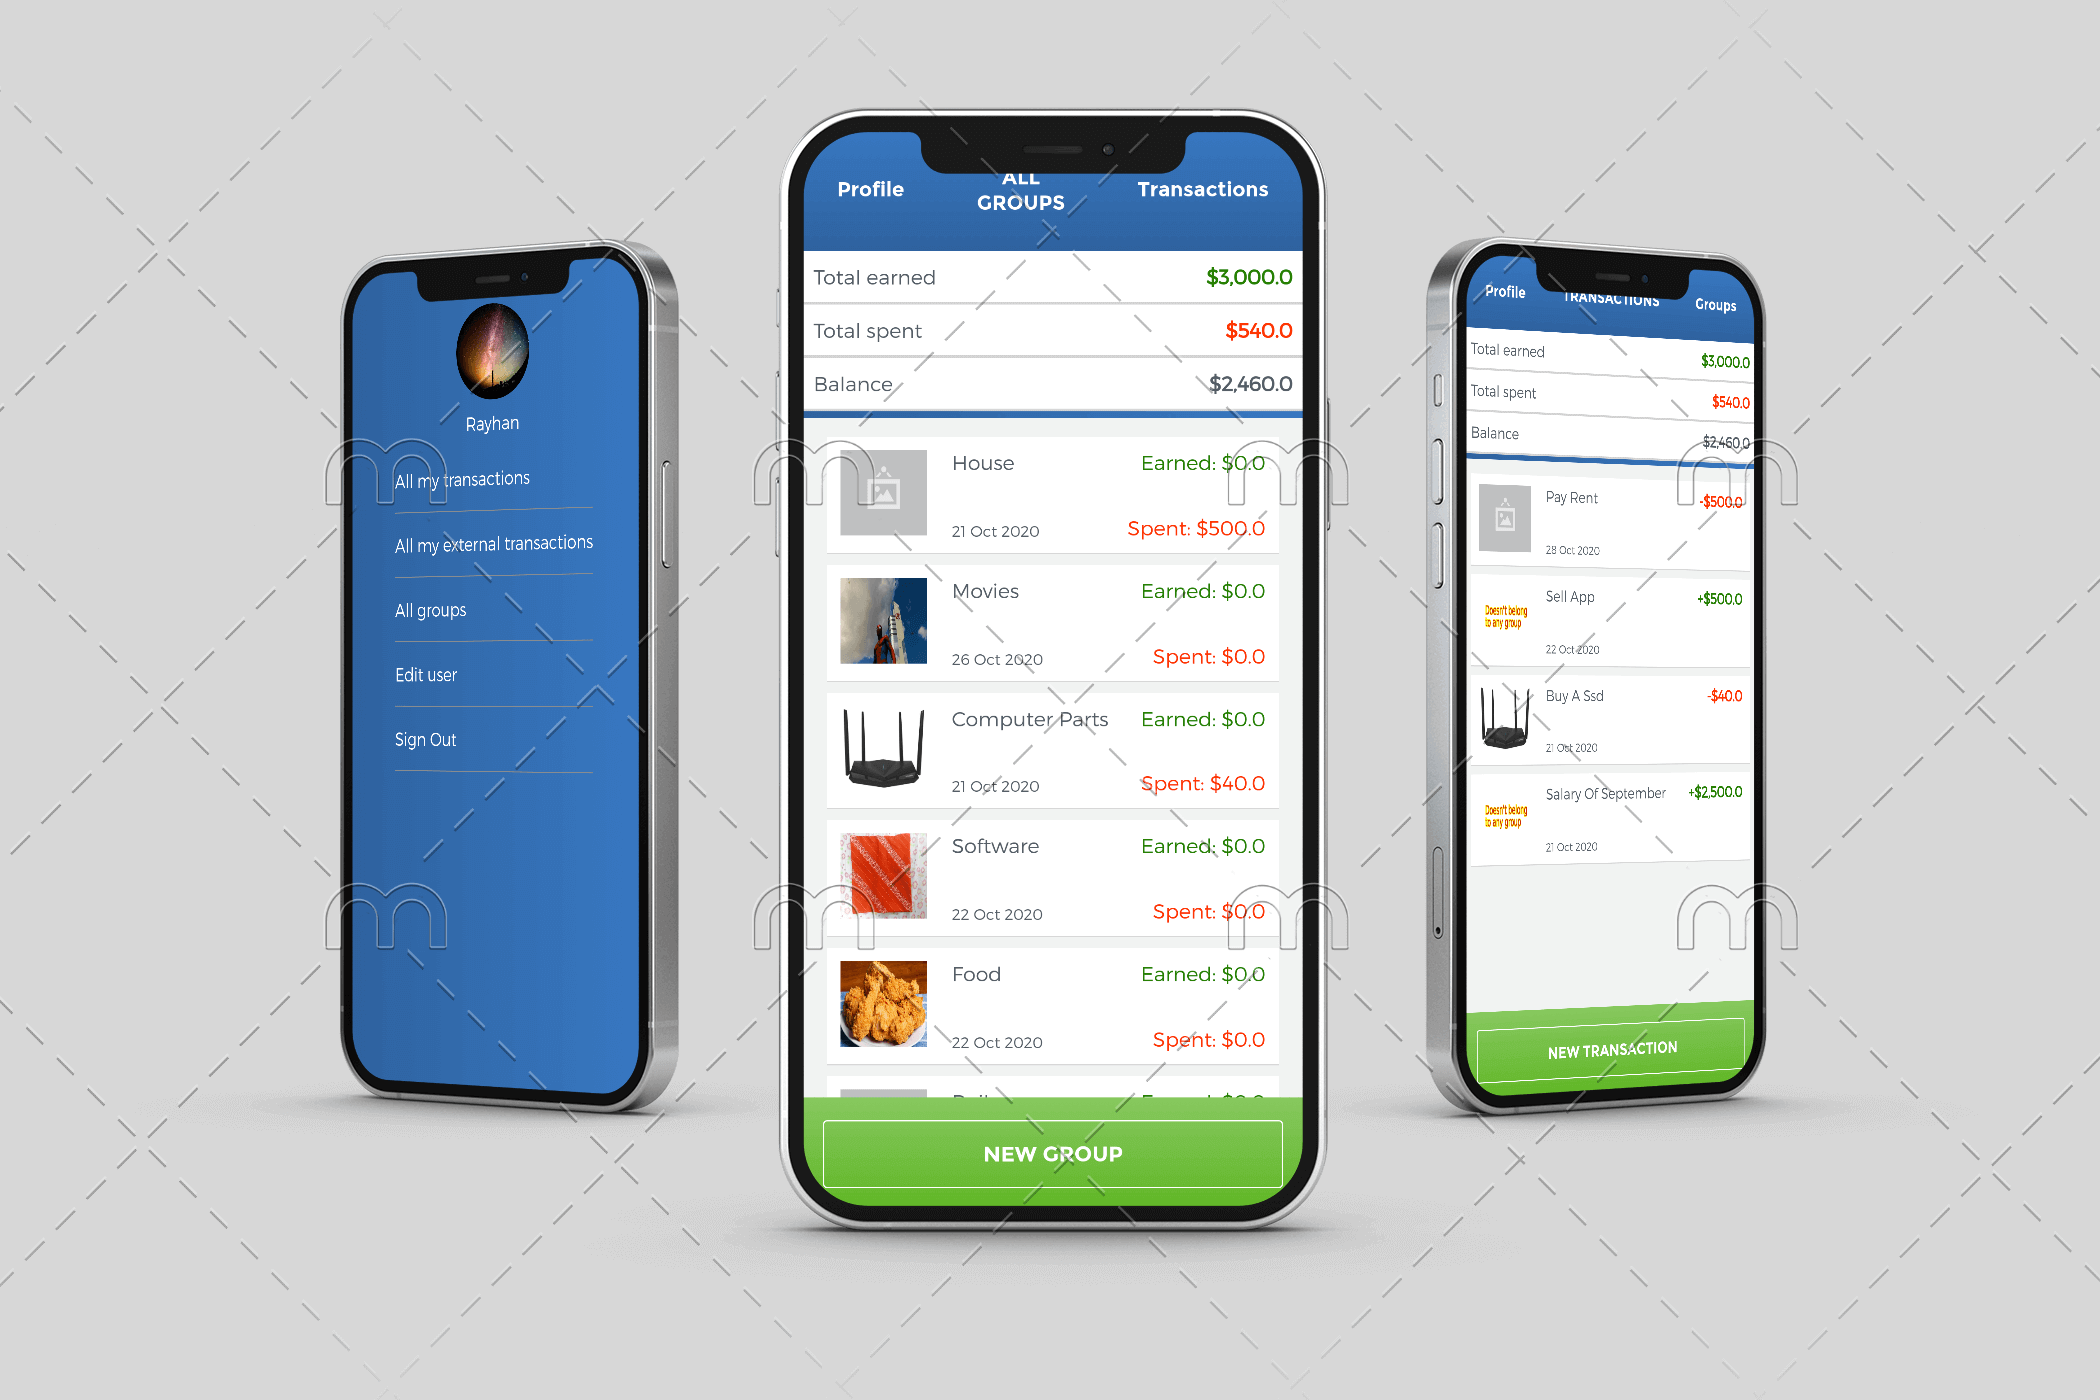 Rayhan
All my transactions
All my external transactions
All groups
Edit user
Sign Out
Profile
ALL
GROUPS
Transactions
Total earned $3,000.0
Total spent $540.0
Balance $2,460.0
House Earned: $0.0
21 Oct 2020 Spent: $500.0
Movies Earned: $0.0
26 Oct 2020 Spent: $0.0
Computer Parts Earned: $0.0
21 Oct 2020 Spent: $40.0
Software Earned: $0.0
22 Oct 2020 Spent: $0.0
Food Earned: $0.0
22 Oct 2020 Spent: $0.0
NEW GROUP
Profile TRANSACTIONS Groups
Total earned $3,000.0
Total spent $540.0
Balance $2,460.0
Pay Rent -$500.0
28 Oct 2020
Sell App +$500.0
Doesn't belong
to any group
22 Oct 2020
Buy A Ssd -$40.0
21 Oct 2020
Salary Of September +$2,500.0
Doesn't belong
to any group
21 Oct 2020
NEW TRANSACTION